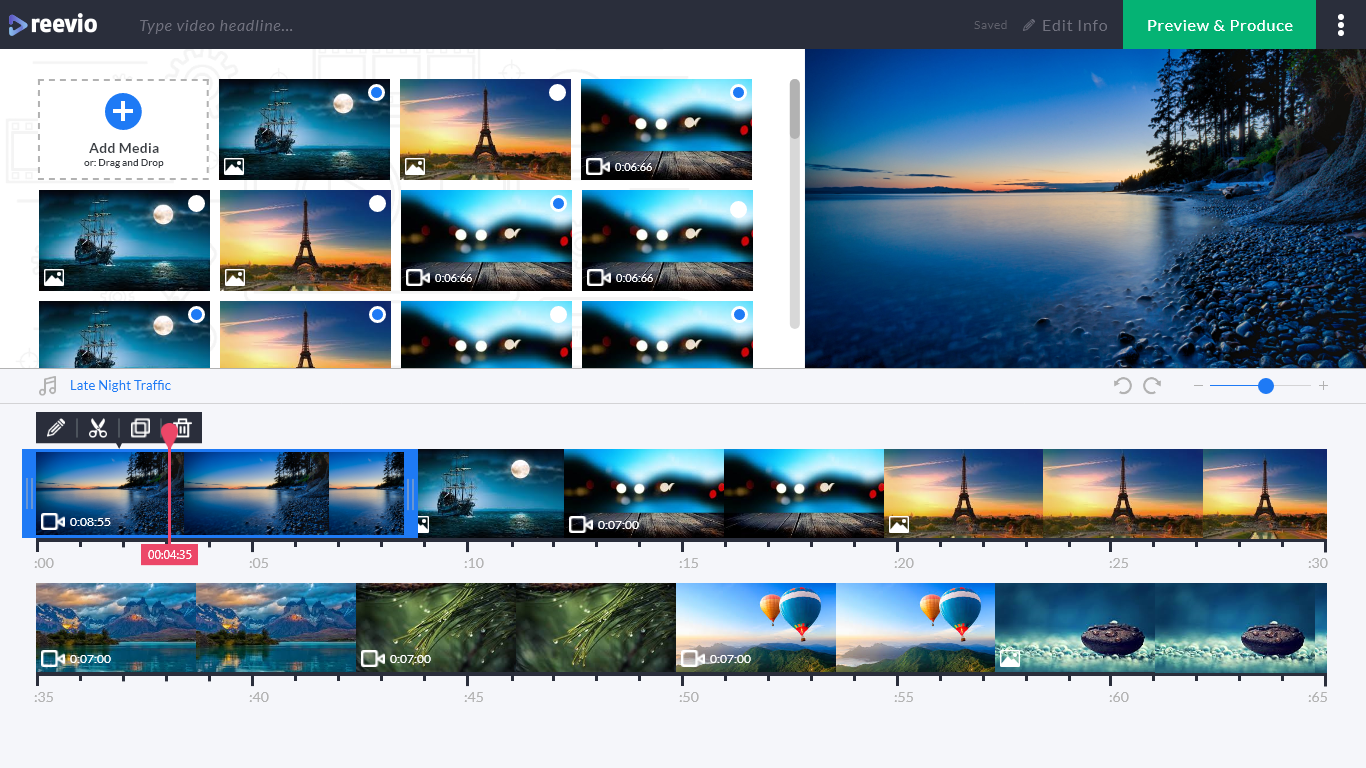 reevio
Type video headline...
Saved
Edit Info
Preview & Produce
Add Media
or: Drag and Drop
0:06:66
0:06:66
0:06:66
Late Night Traffic
0:08:55
0:07:00
00:04:35
:00
:05
:10
:15
:20
:25
:30
0:07:00
0:07:00
0:07:00
:35
:40
:45
:50
:55
:60
:65